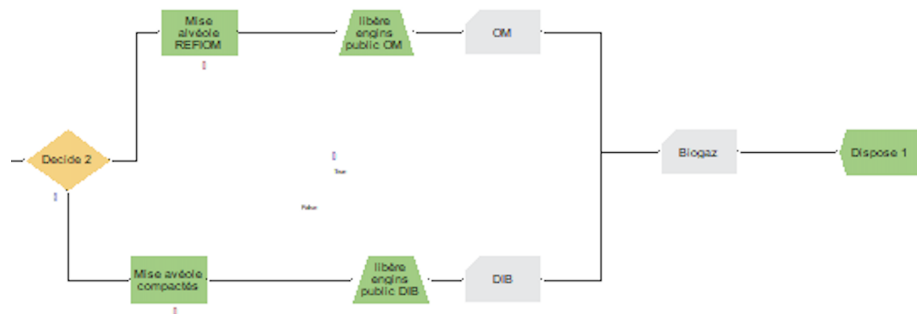 Mise
alvéole
REFIOM
libère
engins
public OM
OM
Decide 2
True
False
Biogaz
Dispose 1
Mise avéole
compactés
libère
engins
public DIB
DIB